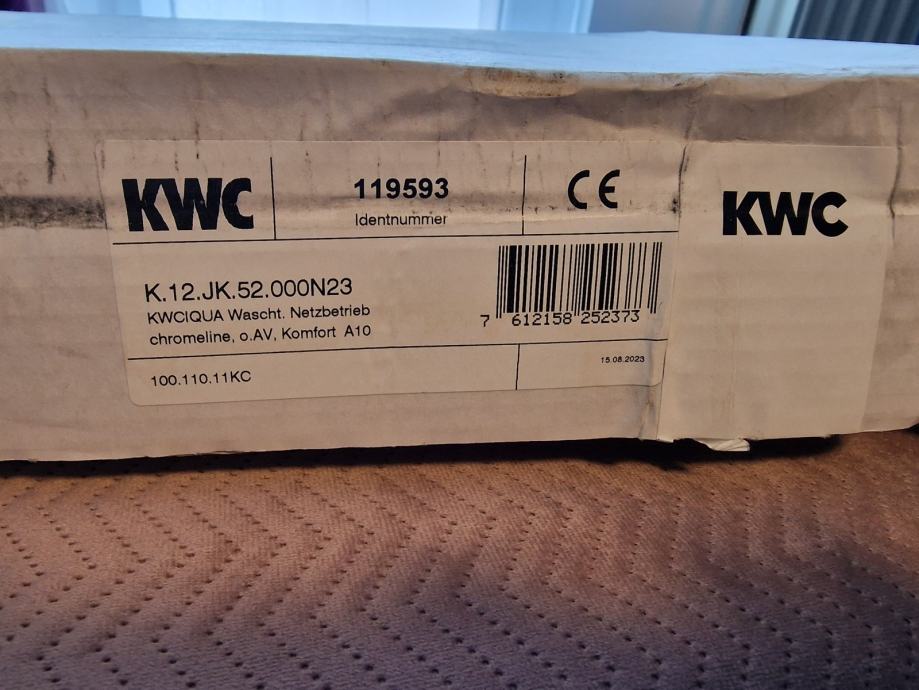 KWC
119593
Identnummer
CE
KWC
K.12.JK.52.000N23
KWCIQUA Wascht. Netzbetrieb
chromeline, o.AV, Komfort A10
7 612158 252373
100.110.11KC
15.08.2023